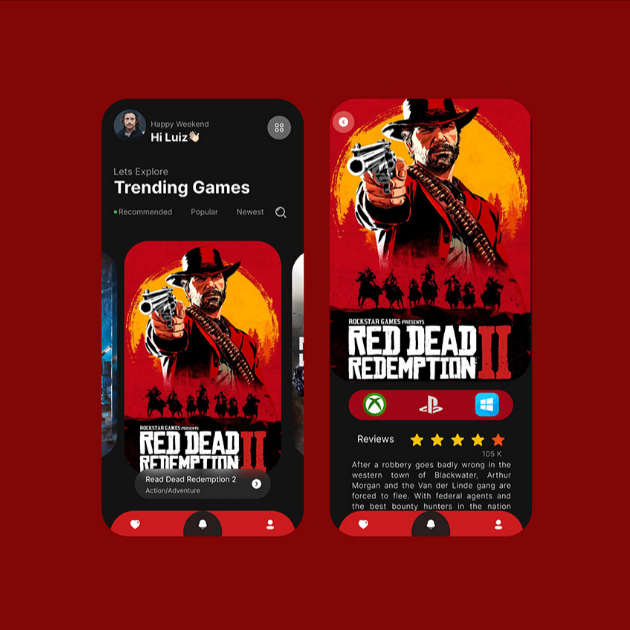 Happy Weekend
Hi Luiz👋🏻
Lets Explore
Trending Games
Recommended Popular Newest
ROCKSTAR GAMES PRESENTS
RED DEAD
REDEMPTION II
Read Dead Redemption 2
Action/Adventure
ROCKSTAR GAMES PRESENTS
RED DEAD
REDEMPTION II
Reviews
105 K
After a robbery goes badly wrong in the
western town of Blackwater, Arthur
Morgan and the Van der Linde gang are
forced to flee. With federal agents and
the best bounty hunters in the nation